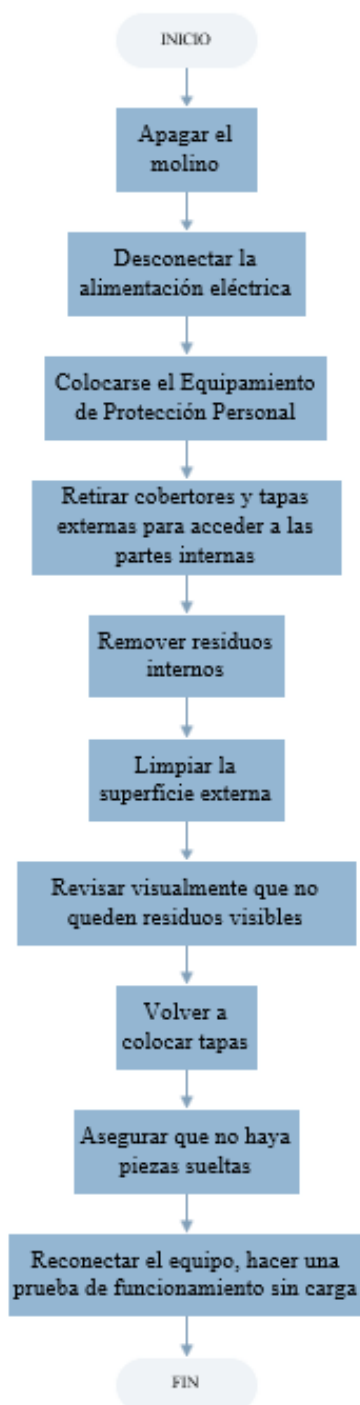 INICIO
Apagar el
molino
Desconectar la
alimentación eléctrica
Colocarse el Equipamiento
de Protección Personal
Retirar cobertores y tapas
externas para acceder a las
partes internas
Remover residuos
internos
Limpiar la
superfície externa
Revisar visualmente que no
queden residuos visibles
Volver a
colocar tapas
Asegurar que no haya
piezas sueltas
Reconectar el equipo, hacer una
prueba de funcionamiento sin carga
FIN